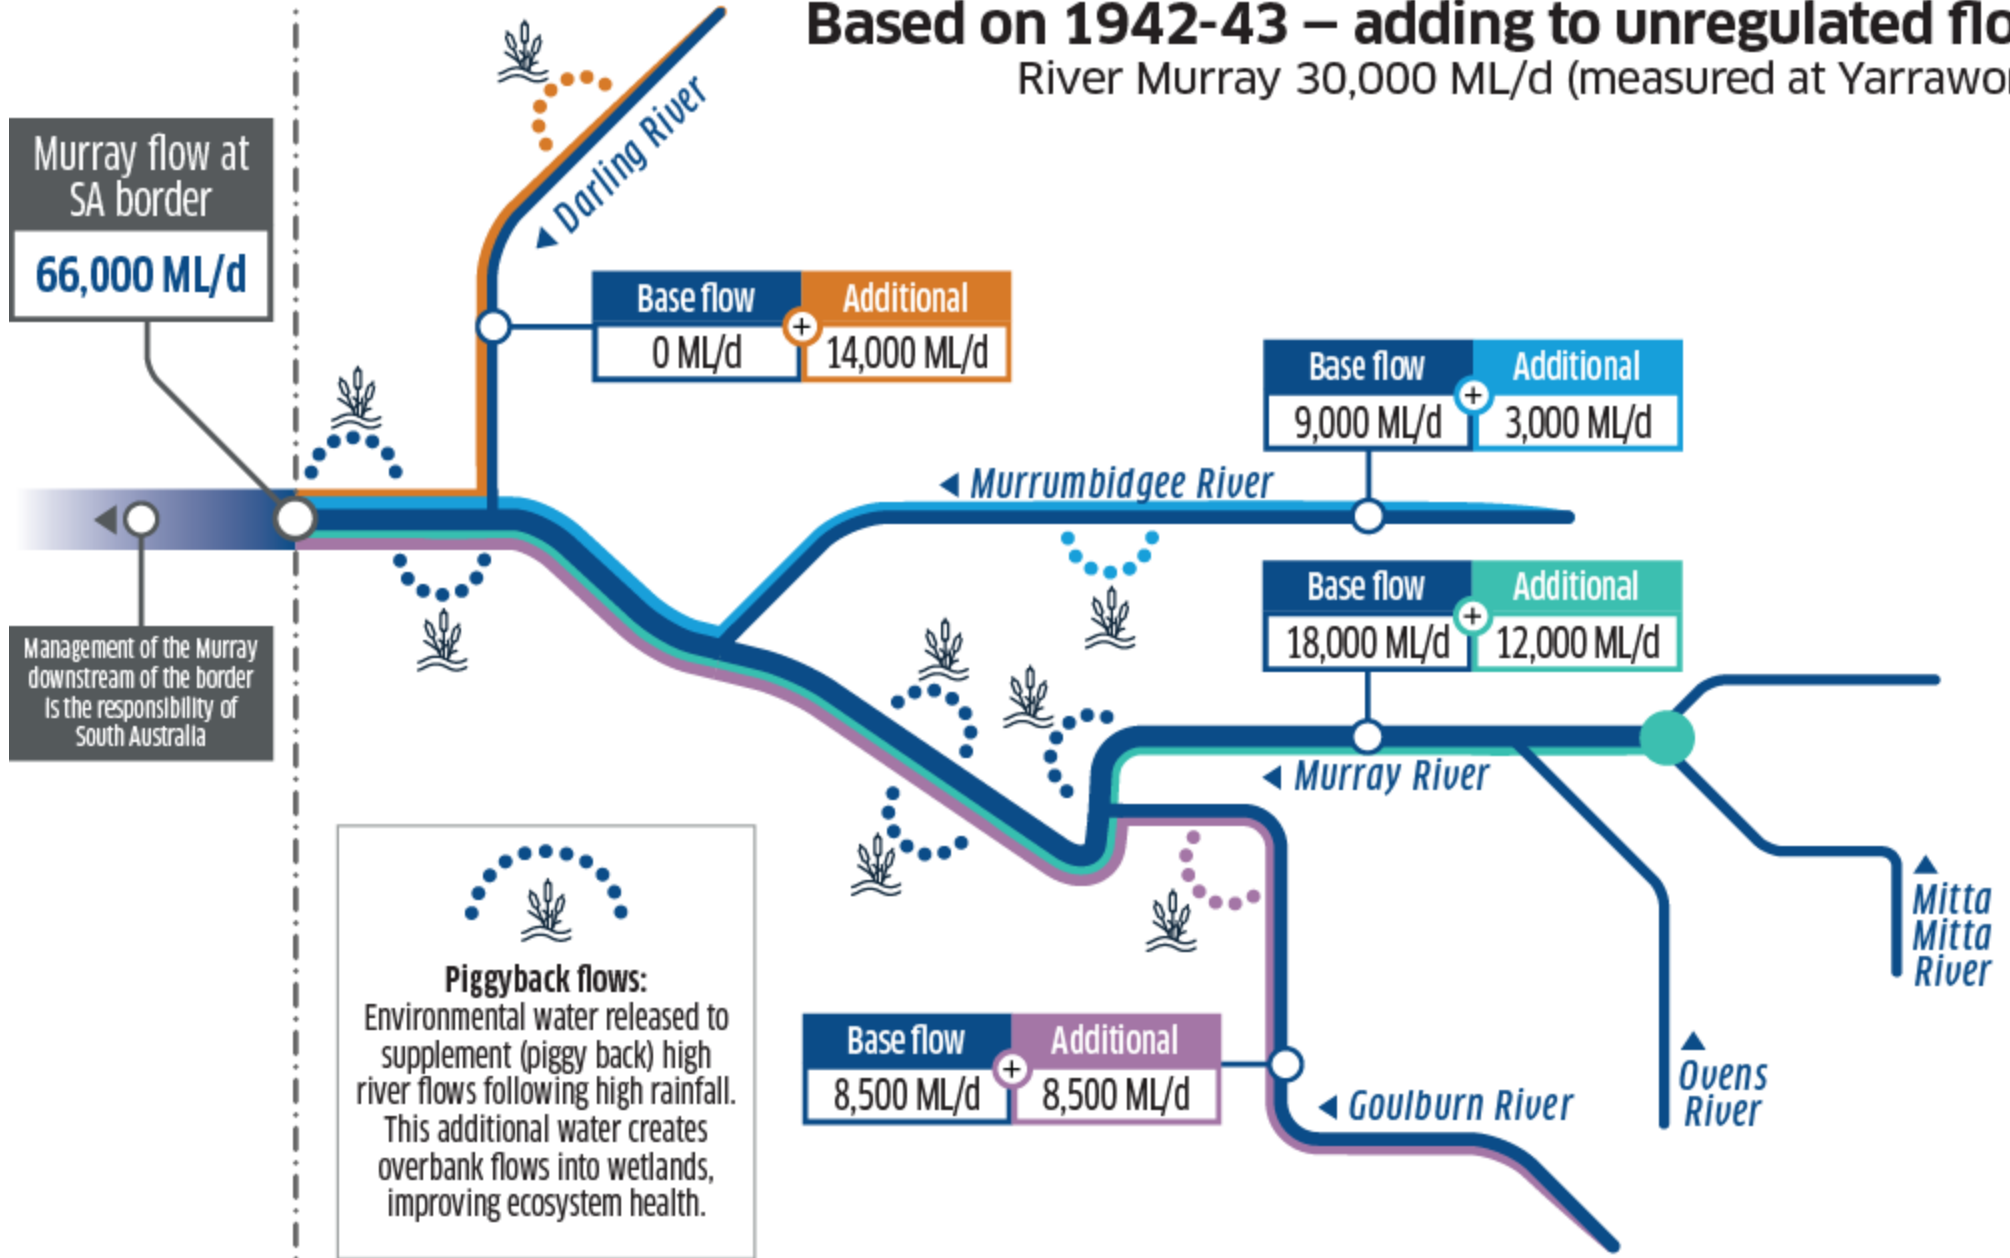 Based on 1942-43 – adding to unregulated flo
River Murray 30,000 ML/d (measured at Yarrawo
Murray flow at
SA border
66,000 ML/d
Darling River
Base flow
Additional
0 ML/d
+
14,000 ML/d
Base flow
Additional
9,000 ML/d
+
3,000 ML/d
Murrumbidgee River
Base flow
Additional
18,000 ML/d
+
12,000 ML/d
Murray River
Management of the Murray
downstream of the border
is the responsibility of
South Australia
Mitta
Mitta
River
Piggyback flows:
Environmental water released to
supplement (piggy back) high
river flows following high rainfall.
This additional water creates
overbank flows into wetlands,
improving ecosystem health.
Base flow
Additional
8,500 ML/d
+
8,500 ML/d
Goulburn River
Ovens
River